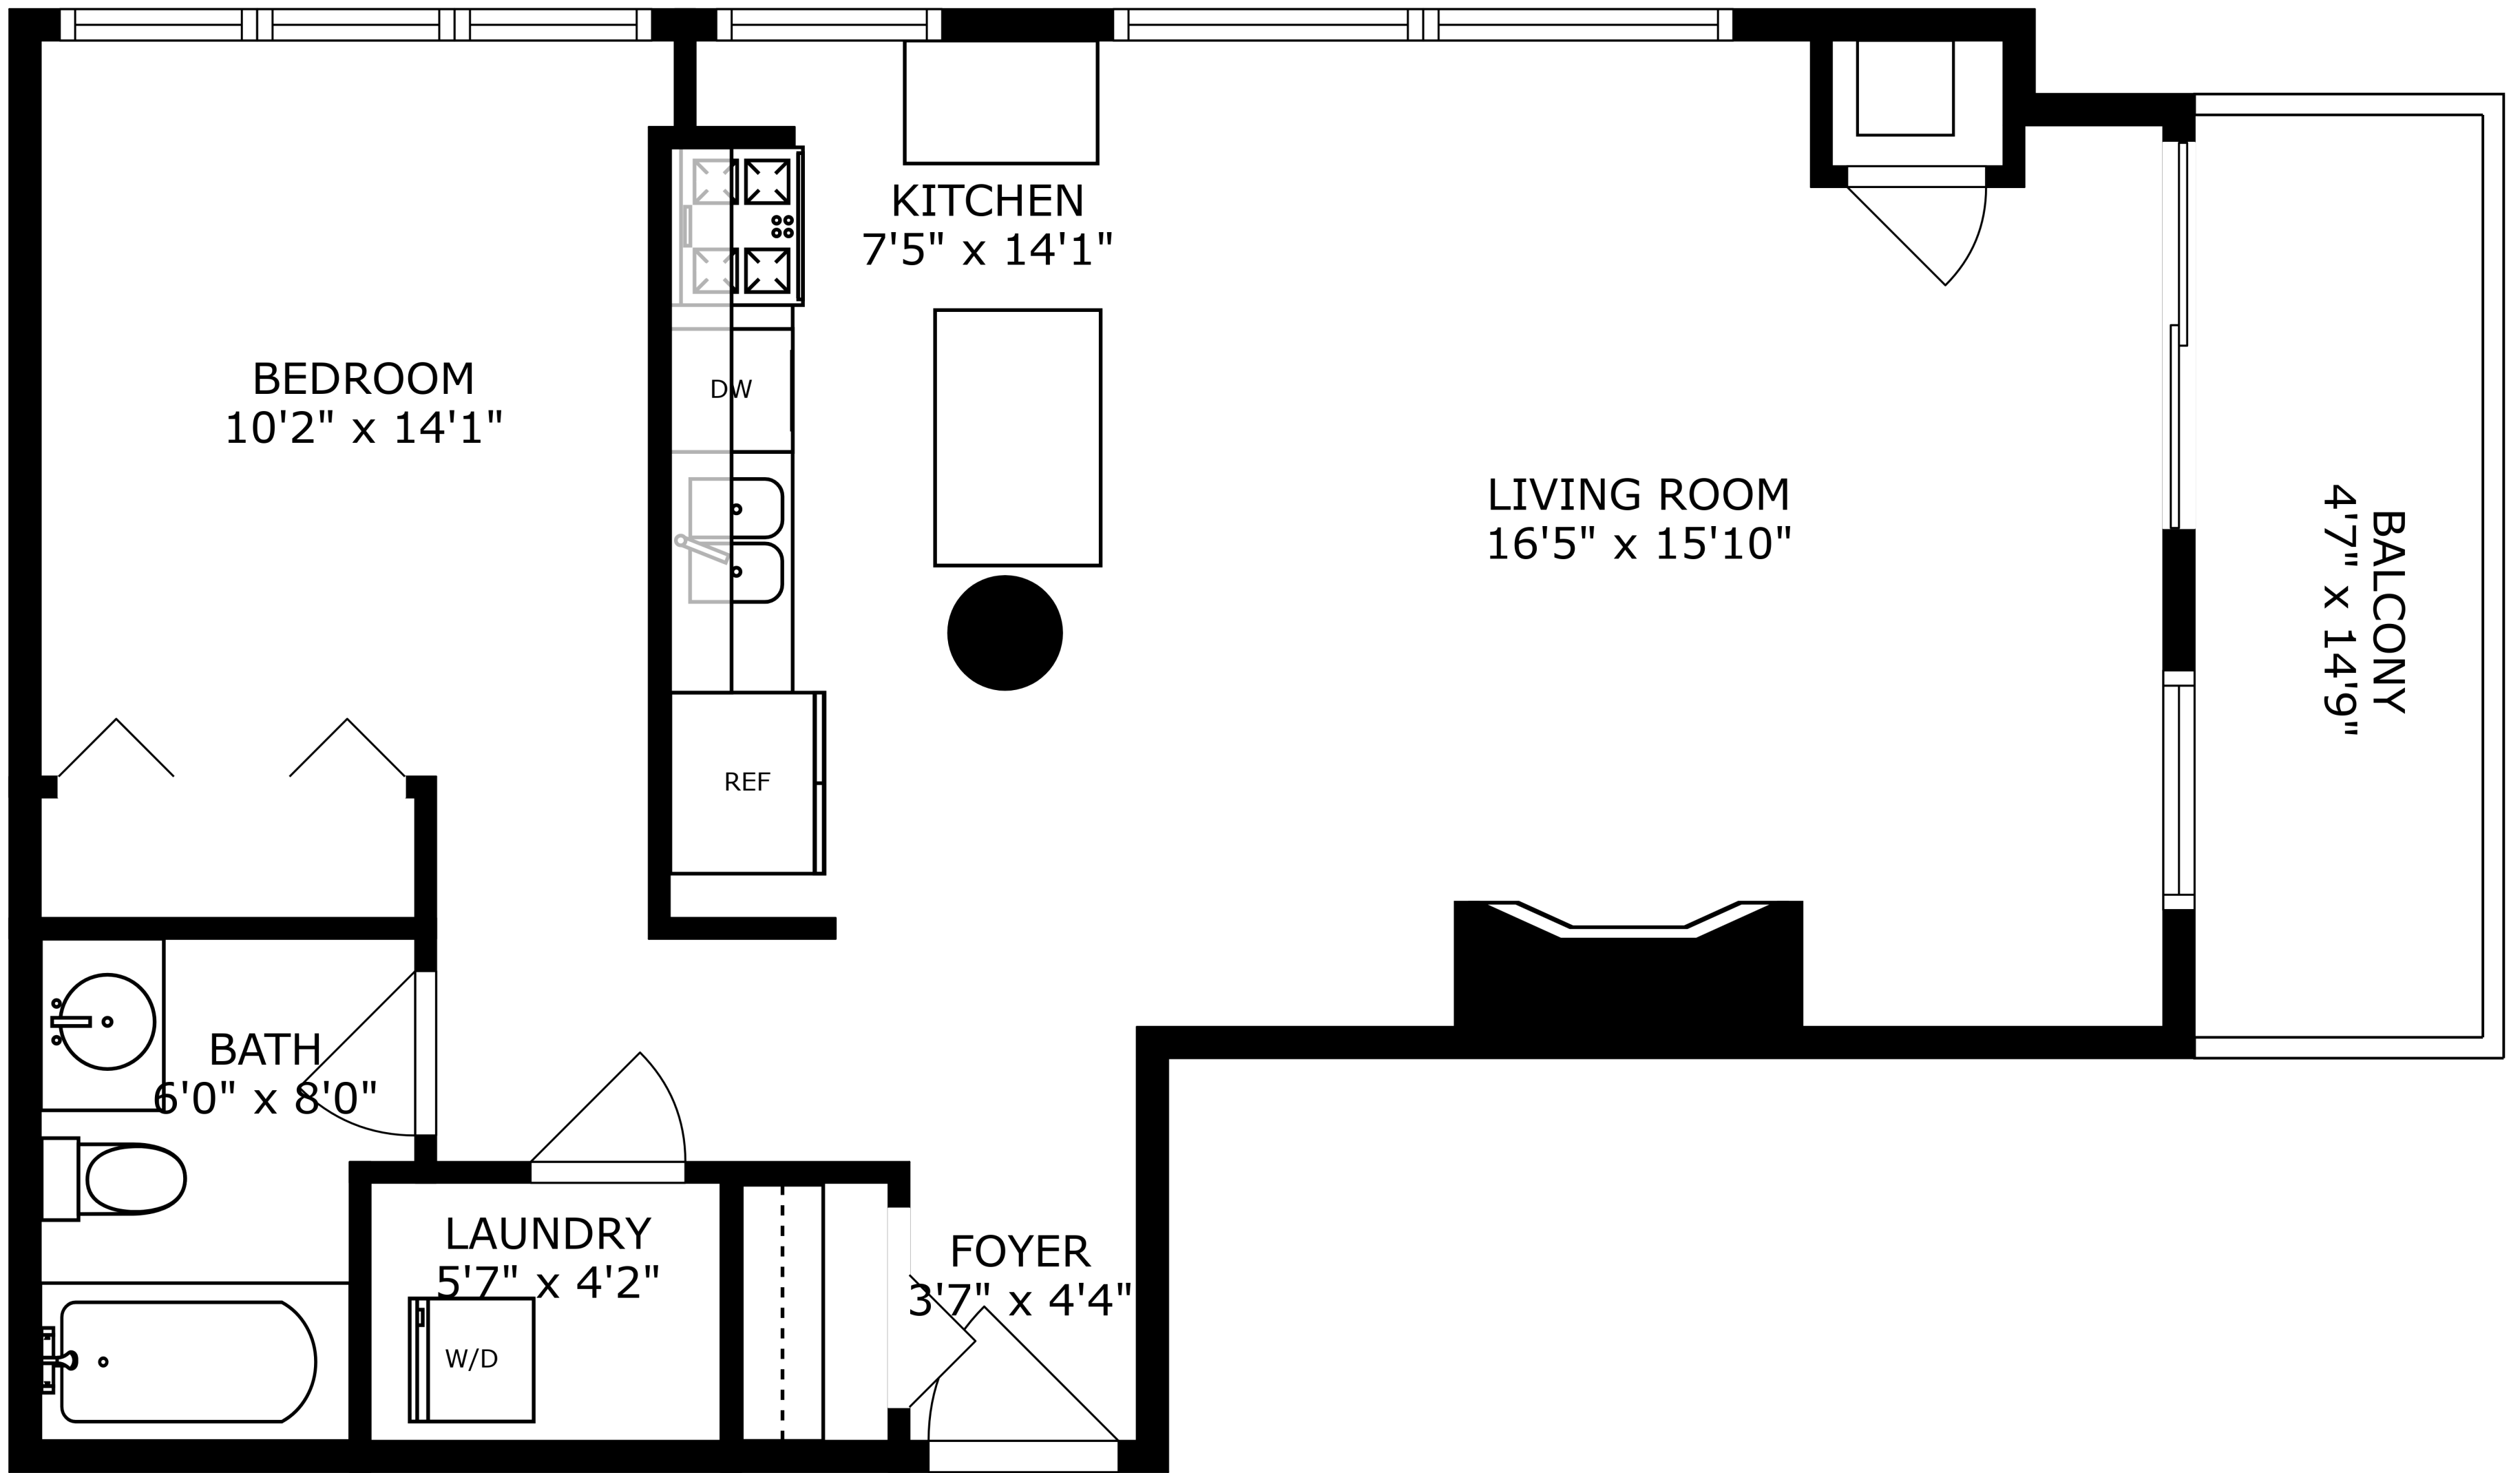 KITCHEN
7'5" x 14'1"
BEDROOM
10'2" x 14'1"
DW
LIVING ROOM
16'5" x 15'10"
BALCONY
4'7" x 14'9"
REF
BATH
6'0" x 8'0"
LAUNDRY
5'7" x 4'2"
FOYER
3'7" x 4'4"
W/D